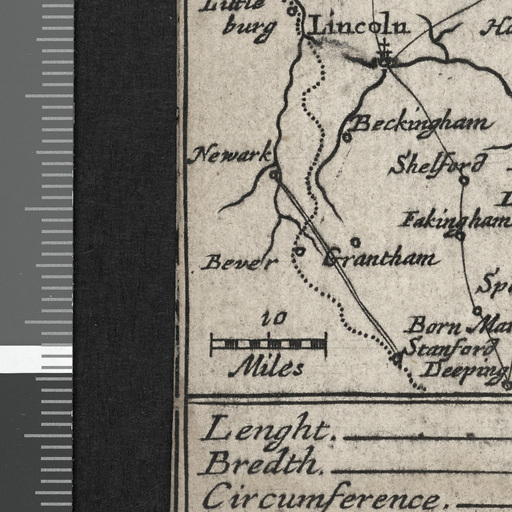 Little
burg
Lincoln
Beckingham
Newark
Shelford
Fakingham
Bever
Grantham
10
Miles
Born
Stanford
Deeping
Lenght.
Bredth.
Circumference.